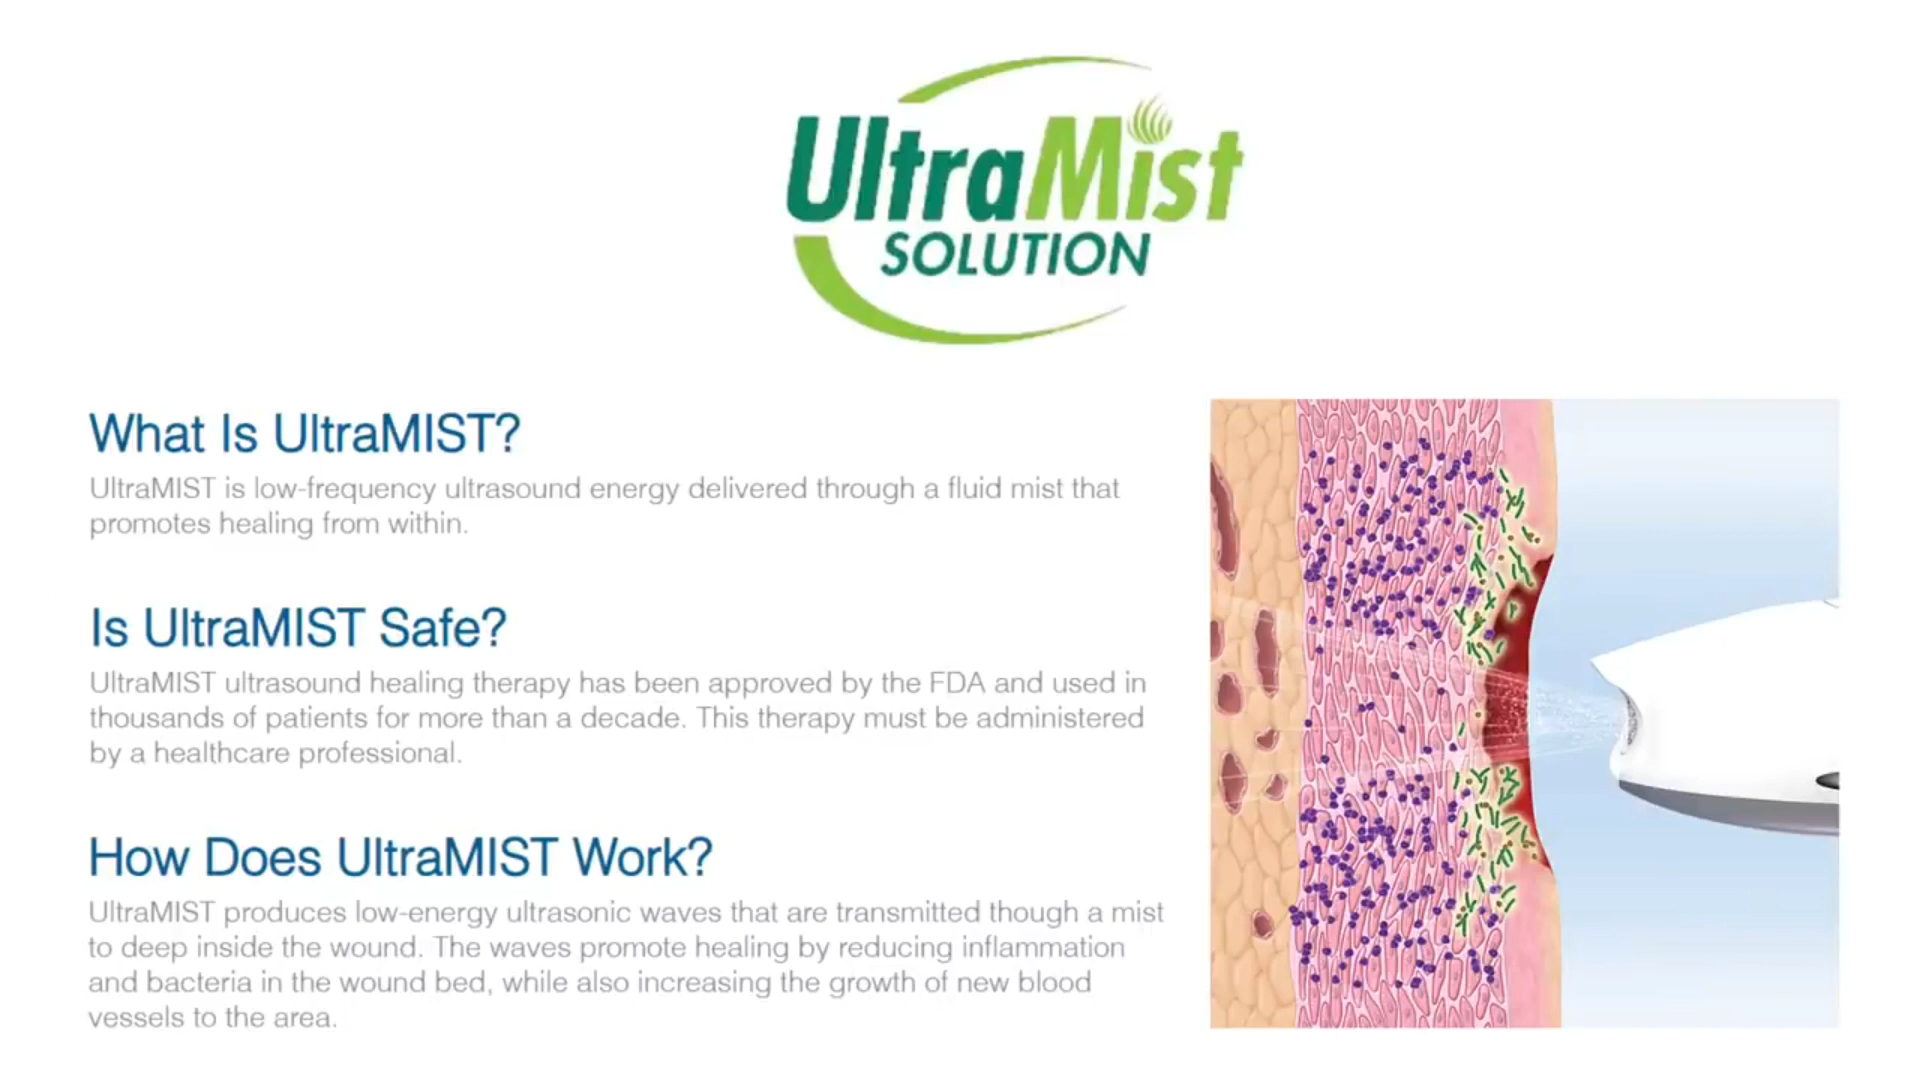 UltraMist
SOLUTION
What Is UltraMIST?
UltraMIST is low-frequency ultrasound energy delivered through a fluid mist that
promotes healing from within.
Is UltraMIST Safe?
UltraMIST ultrasound healing therapy has been approved by the FDA and used in
thousands of patients for more than a decade. This therapy must be administered
by a healthcare professional.
How Does UltraMIST Work?
UltraMIST produces low-energy ultrasonic waves that are transmitted though a mist
to deep inside the wound. The waves promote healing by reducing inflammation
and bacteria in the wound bed, while also increasing the growth of new blood
vessels to the area.